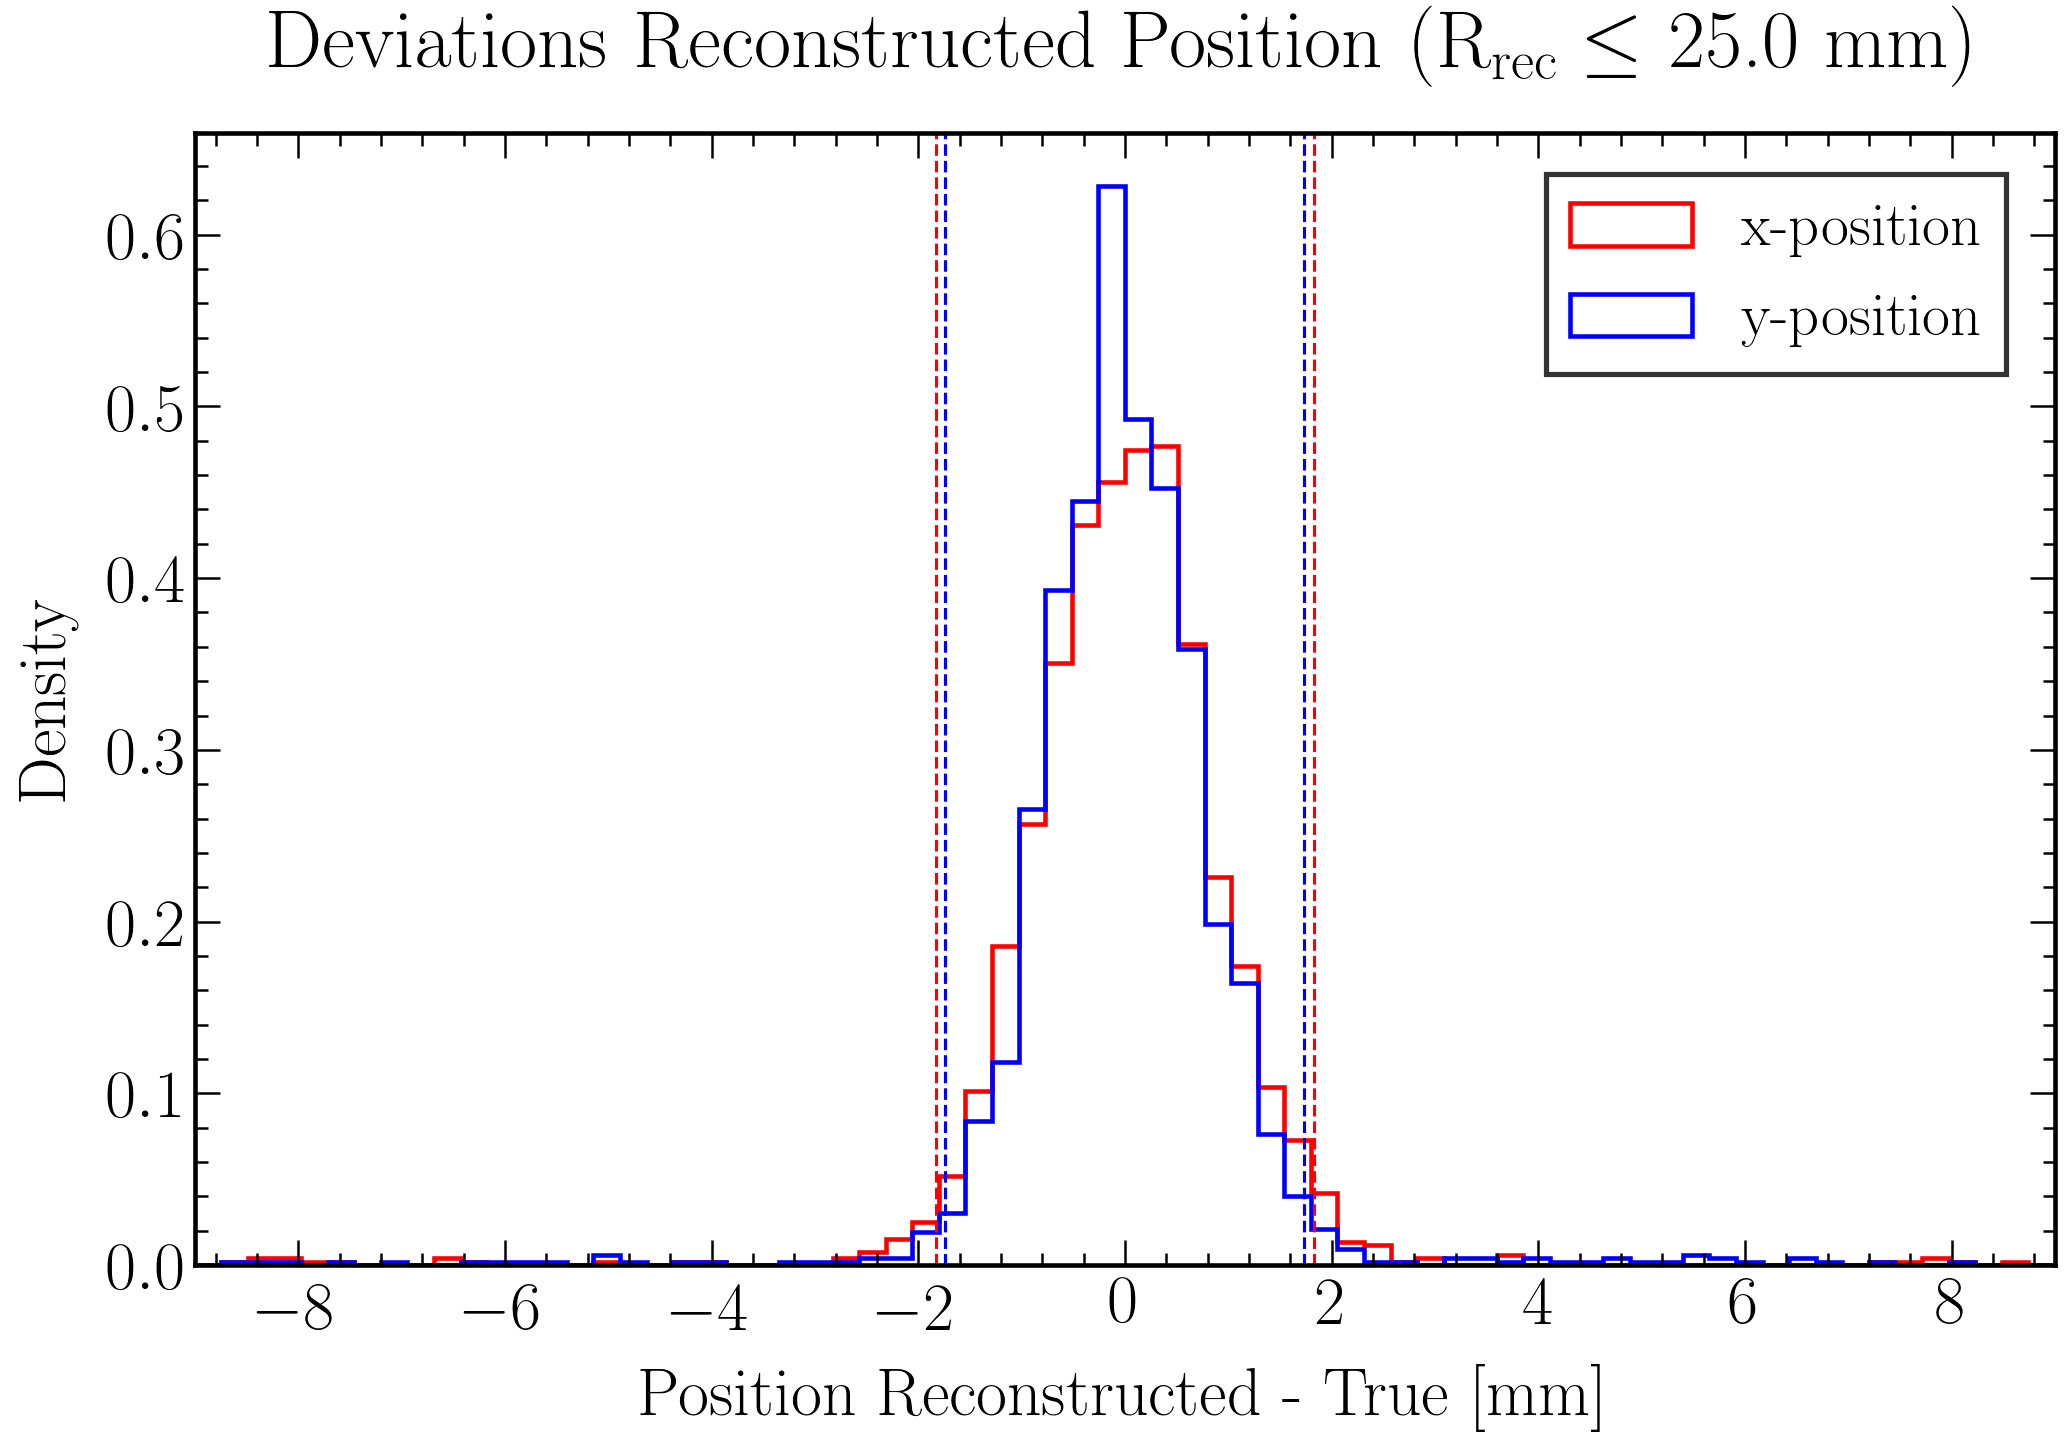 Deviations Reconstructed Position (R_rec ≤ 25.0 mm)
x-position
y-position
0.6
0.5
0.4
0.3
0.2
0.1
0.0
Density
−8 −6 −4 −2 0 2 4 6 8
Position Reconstructed - True [mm]